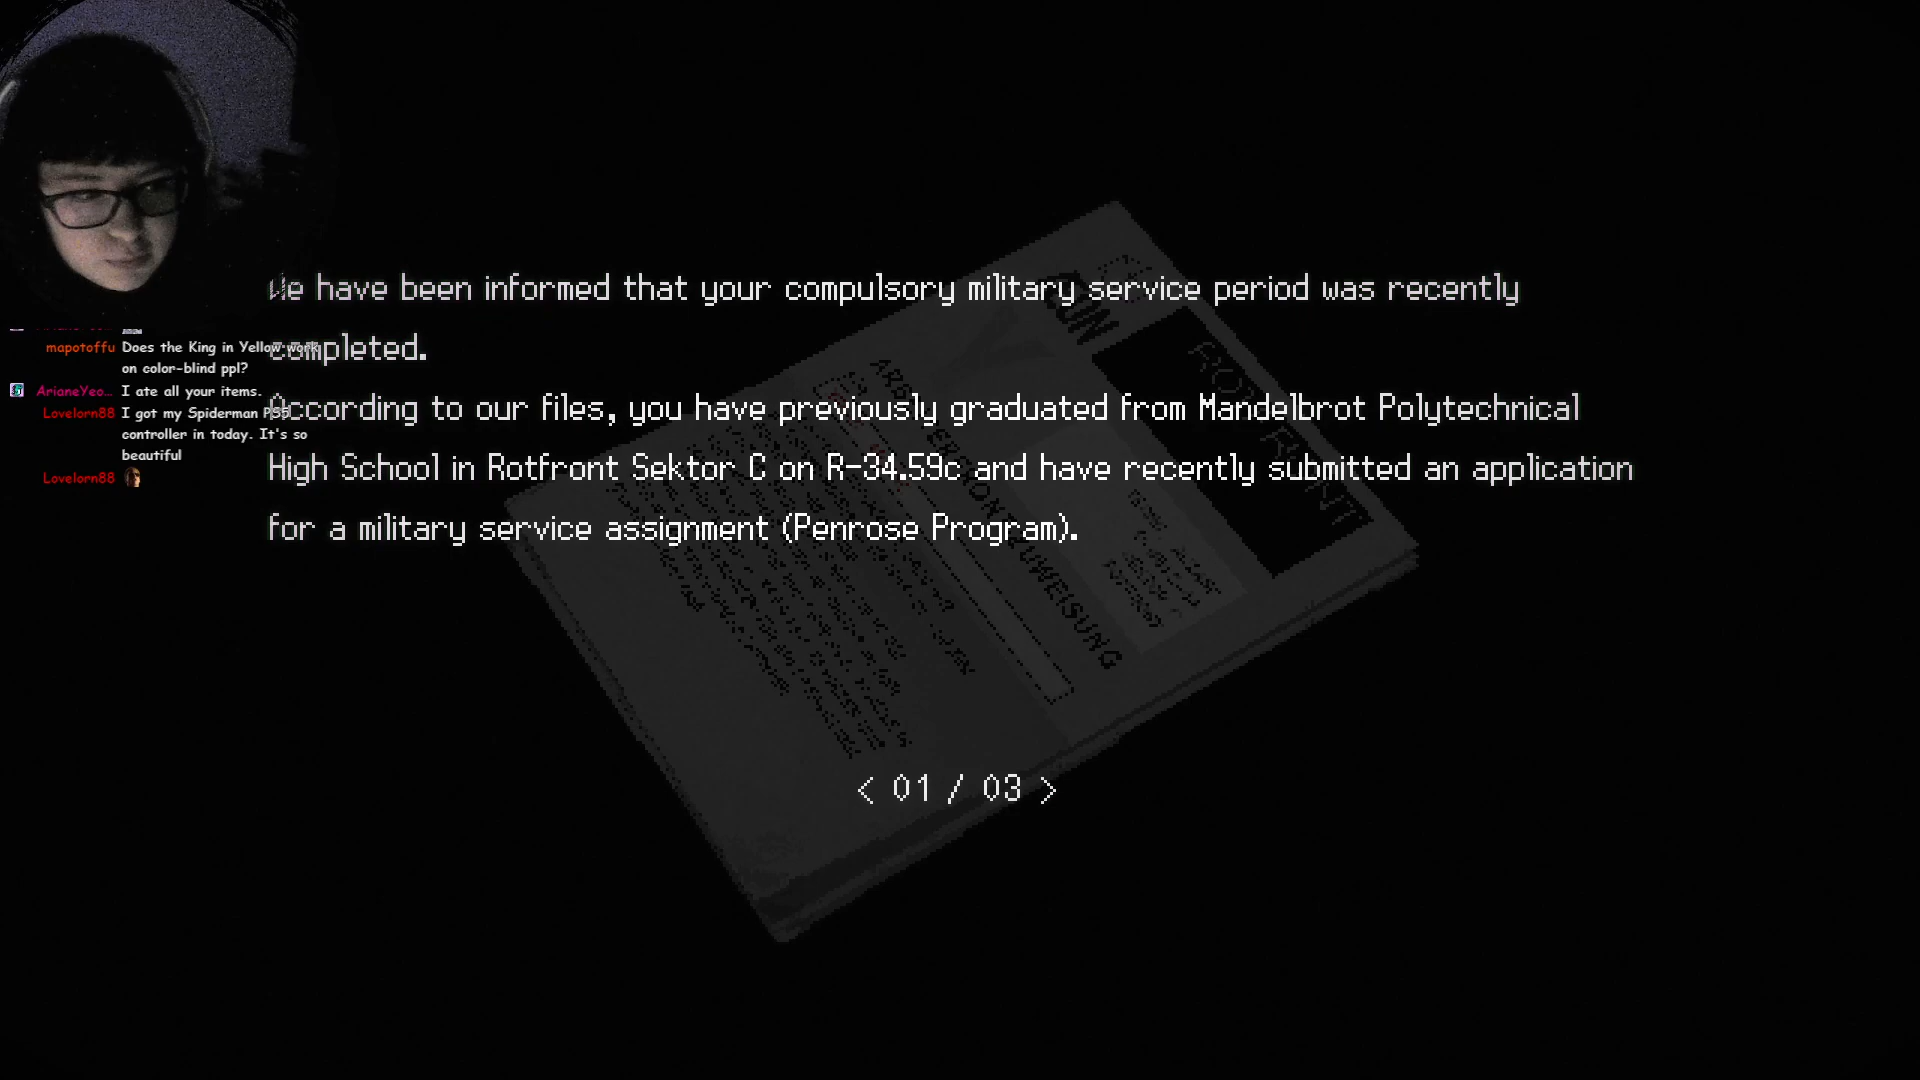 We have been informed that your compulsory military service period was recently
completed.
According to our files, you have previously graduated from Mandelbrot Polytechnical
High School in Rotfront Sektor C on R-34.59c and have recently submitted an application
for a military service assignment (Penrose Program).
< 01 / 03 >
mapotoffu Does the King in Yellow work
on color-blind ppl?
ArianeYeo... I ate all your items.
Lovelorn88 I got my Spiderman PS5
controller in today. It's so
beautiful
Lovelorn88
ROTFRONT